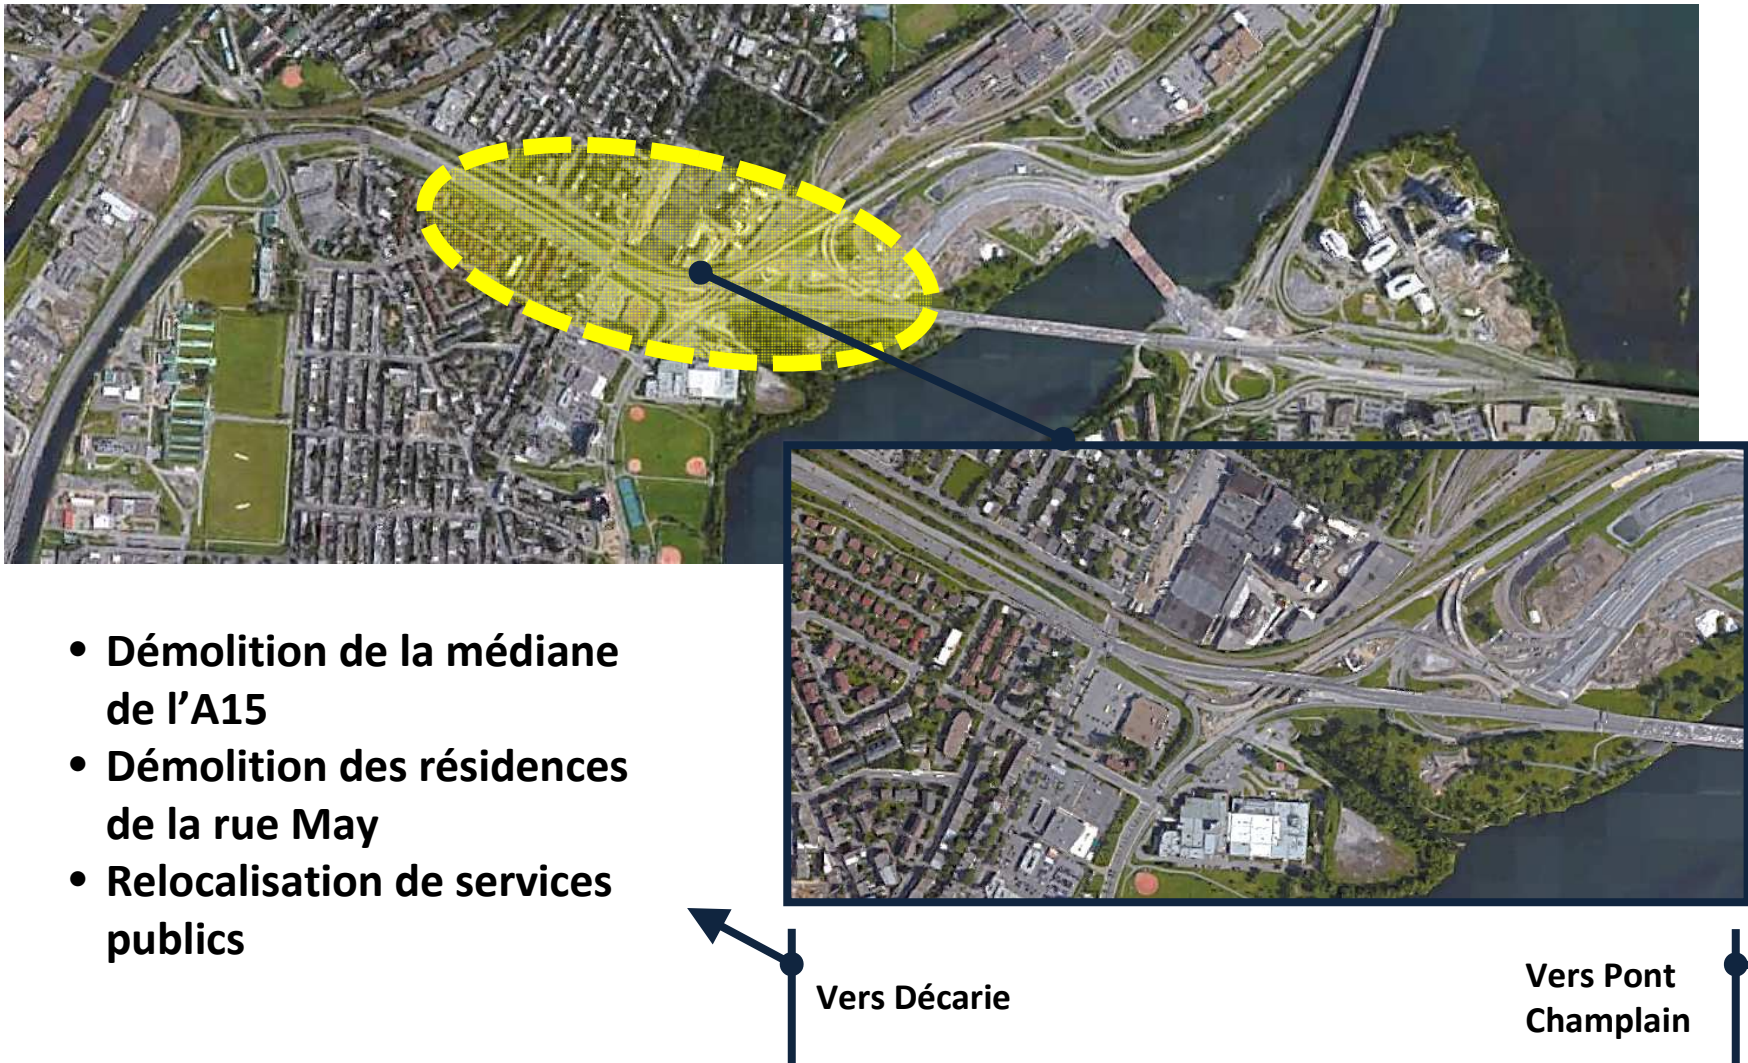 • Démolition de la médiane
de l’A15
• Démolition des résidences
de la rue May
• Relocalisation de services
publics
Vers Décarie
Vers Pont
Champlain